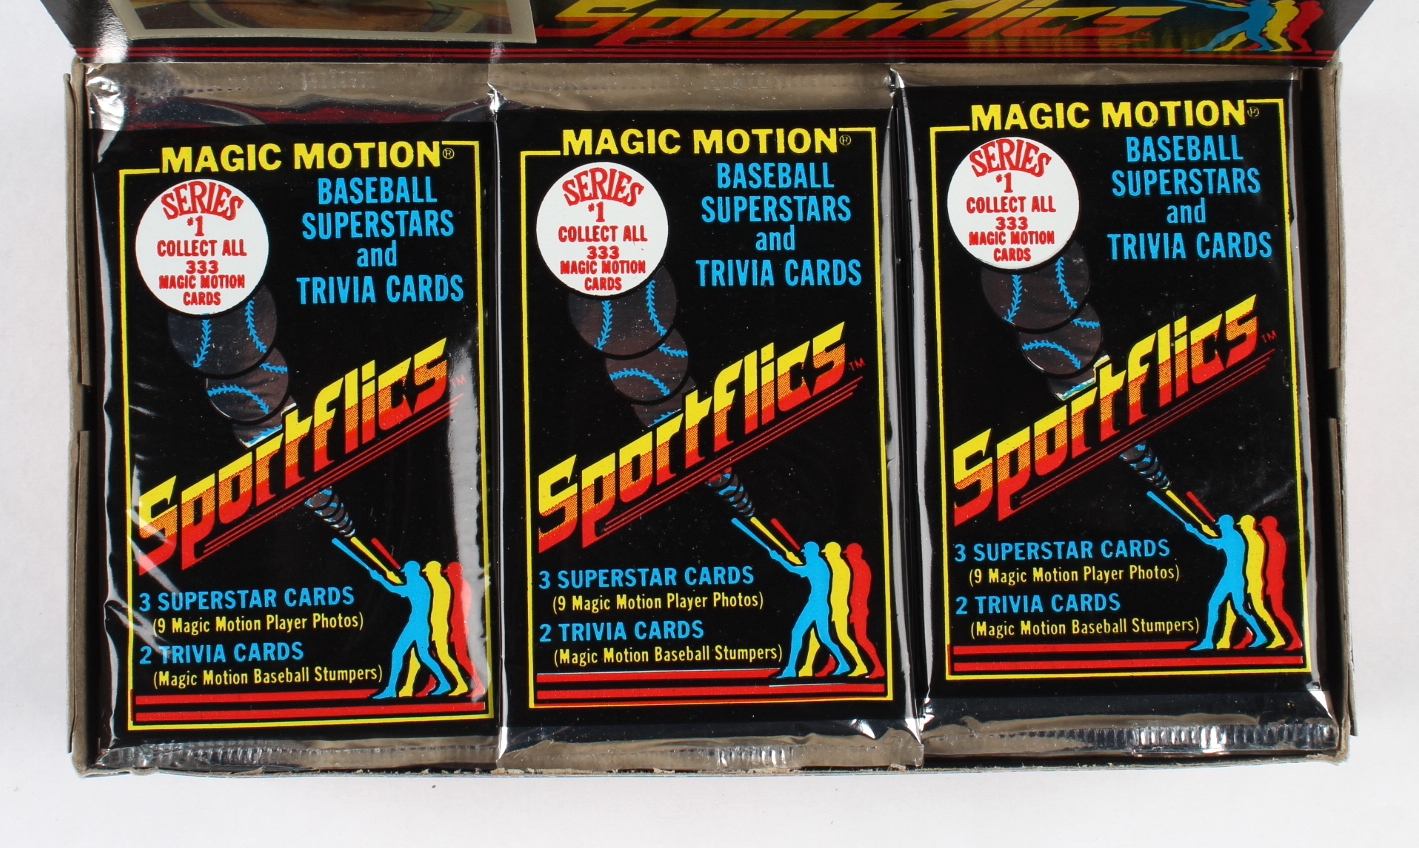 Sportflics
MAGIC MOTION®
SERIES
#1
COLLECT ALL
333
MAGIC MOTION
CARDS
BASEBALL
SUPERSTARS
and
TRIVIA CARDS
Sportflics™
3 SUPERSTAR CARDS
(9 Magic Motion Player Photos)
2 TRIVIA CARDS
(Magic Motion Baseball Stumpers)
MAGIC MOTION®
SERIES
#1
COLLECT ALL
333
MAGIC MOTION
CARDS
BASEBALL
SUPERSTARS
and
TRIVIA CARDS
Sportflics™
3 SUPERSTAR CARDS
(9 Magic Motion Player Photos)
2 TRIVIA CARDS
(Magic Motion Baseball Stumpers)
MAGIC MOTION®
SERIES
#1
COLLECT ALL
333
MAGIC MOTION
CARDS
BASEBALL
SUPERSTARS
and
TRIVIA CARDS
Sportflics™
3 SUPERSTAR CARDS
(9 Magic Motion Player Photos)
2 TRIVIA CARDS
(Magic Motion Baseball Stumpers)